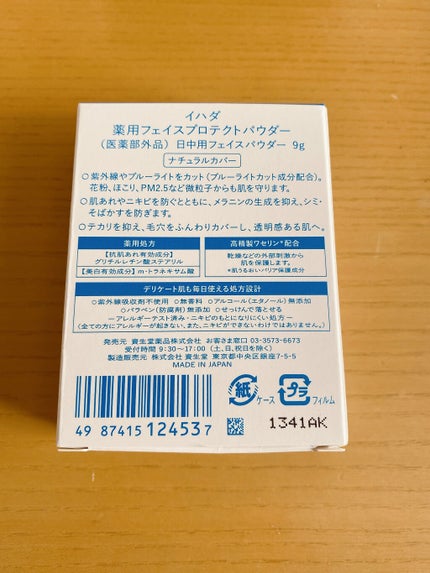 イハダ
薬用フェイスプロテクトパウダー
(医薬部外品) 日中用フェイスパウダー 9g
ナチュラルカバー
○紫外線やブルーライトをカット(ブルーライトカット成分配合)。
花粉、ほこり、PM2.5など微粒子からも肌を守ります。
○肌あれやニキビを防ぐとともに、メラニンの生成を抑え、シミ・
そばかすを防ぎます。
○テカリを抑え、毛穴をふんわりカバーし、透明感ある肌へ。
薬用処方
【抗肌あれ有効成分】
グリチルレチン酸ステアリル
【美白有効成分】m-トラネキサム酸
高精製ワセリン*配合
乾燥などの外部刺激から
肌を保護します。
*肌うるおいバリア保護成分
デリケート肌も毎日使える処方設計
○紫外線吸収剤不使用 ○無香料 ○アルコール(エタノール)無添加
○パラベン(防腐剤)無添加 ○せっけんで落とせる
―アレルギーテスト済み・ニキビのもとになりにくい処方―
(全ての方にアレルギーが起きない、また、ニキビができないわけではありません。)
発売元 資生堂薬品株式会社 お客さま窓口 03-3573-6673
受付時間 9:30~17:00(土、日、祝日を除く)
製造販売元 株式会社 資生堂 東京都中央区銀座7-5-5
MADE IN JAPAN
49 87415 124537
紙 ケース
プラ フィルム
1341AK